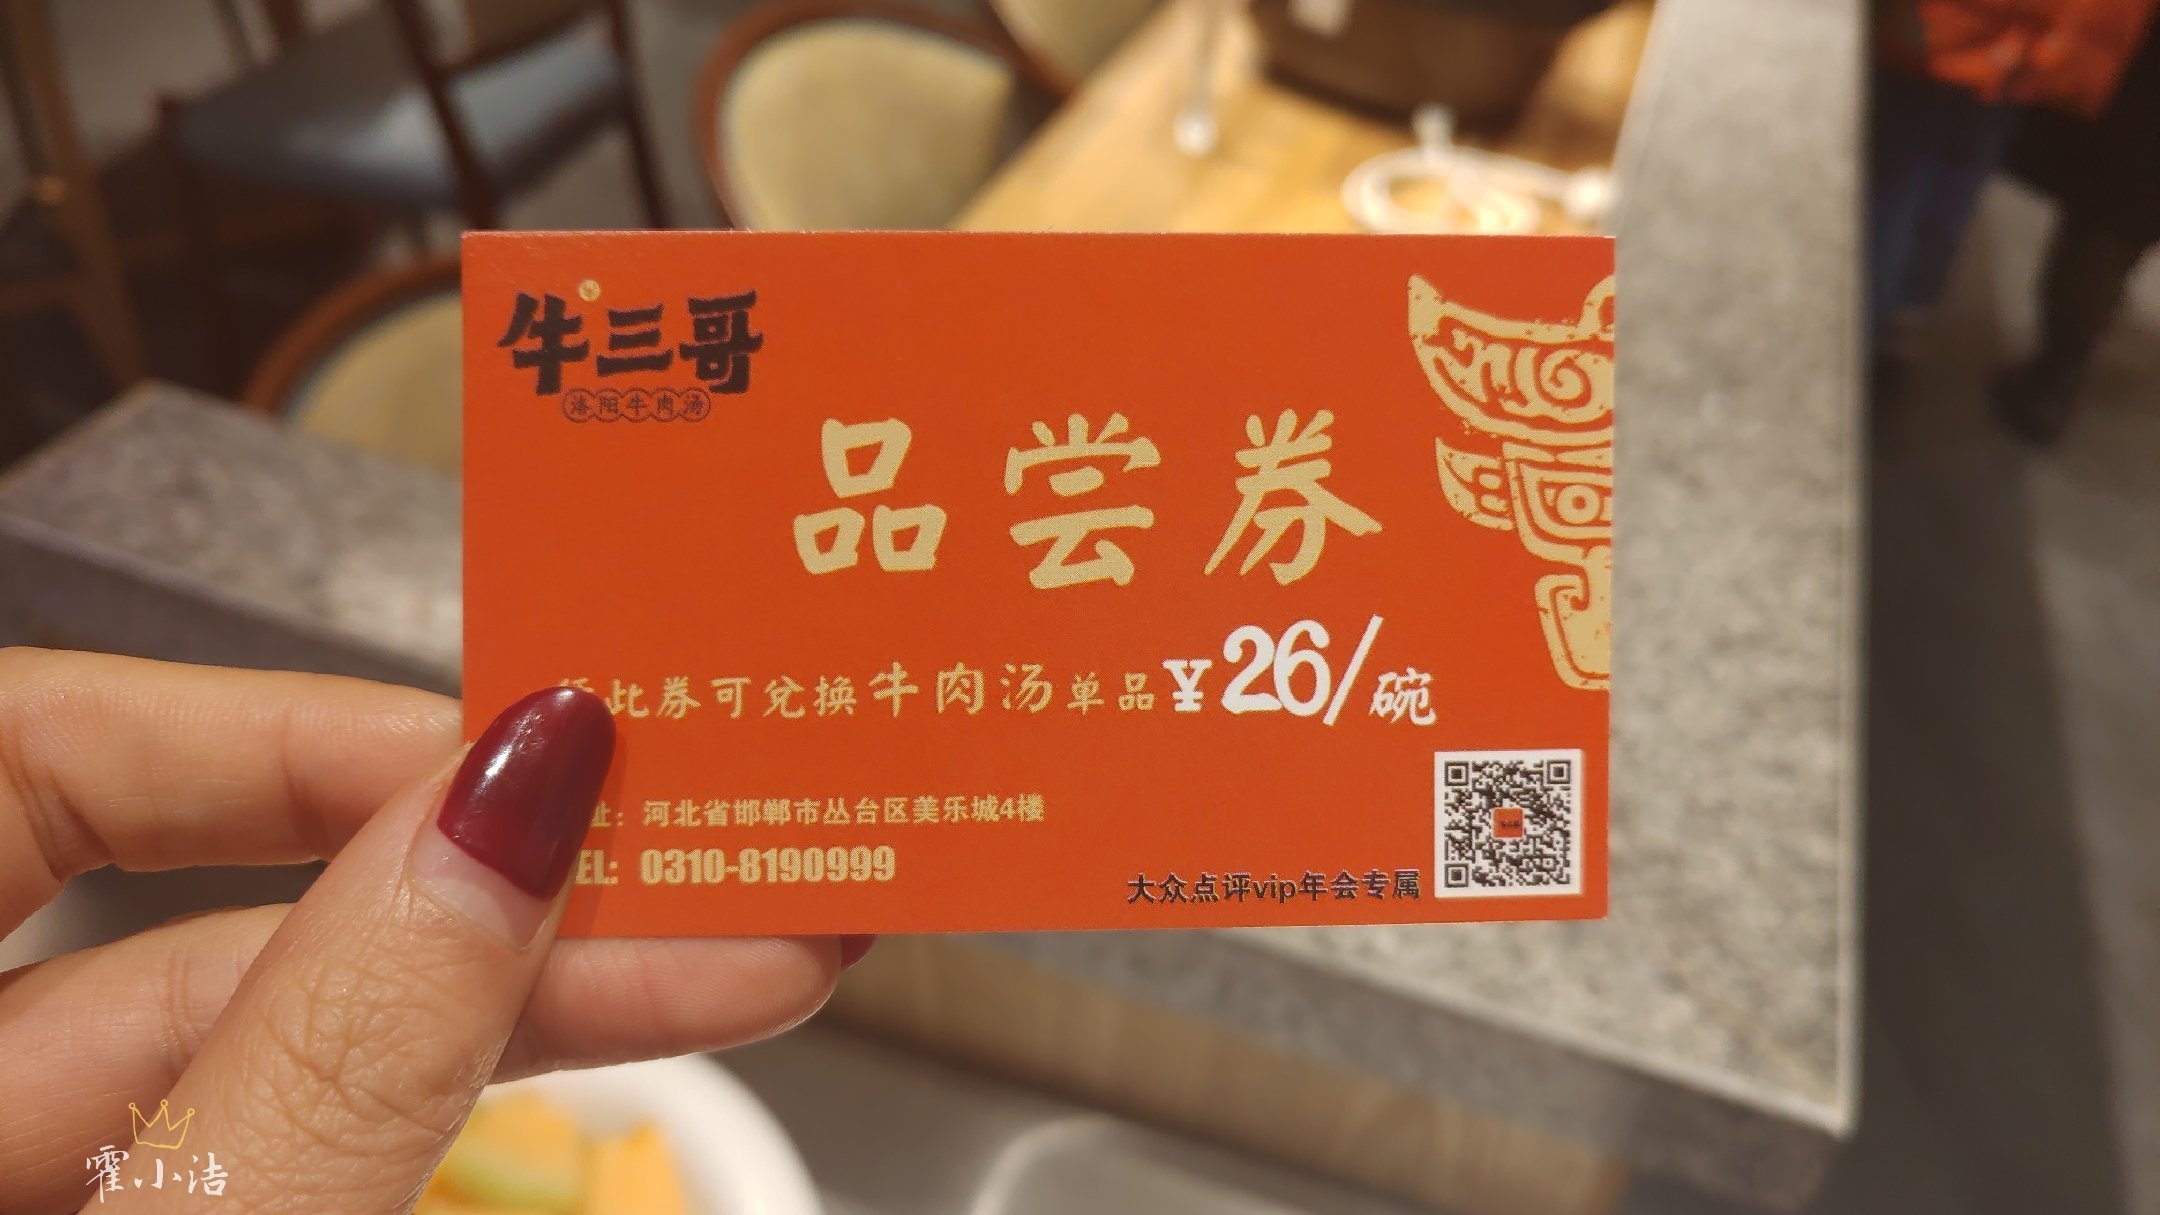 牛三哥
洛阳牛肉汤
品尝券
此券可兑换牛肉汤单品¥26/碗
址：河北省邯郸市丛台区美乐城4楼
EL: 0310-8190999
大众点评vip年会专属
霍小洁